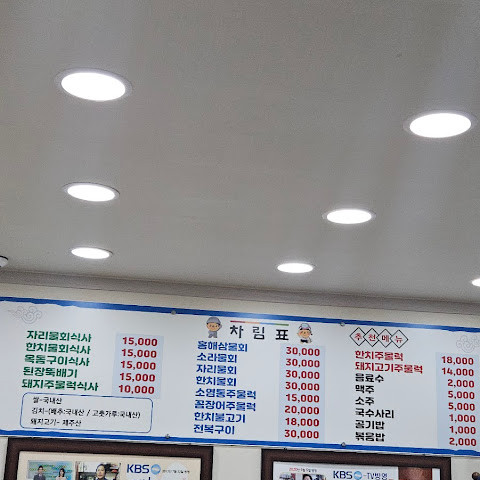 차림표
자리물회식사 15,000
한치물회식사 15,000
옥돔구이식사 15,000
된장뚝배기 15,000
돼지주물럭식사 10,000
쌀-국내산
김치-(배추:국내산 / 고춧가루:국내산)
돼지고기- 제주산
홍해삼물회 30,000
소라물회 30,000
자리물회 30,000
한치물회 30,000
소염통주물럭 15,000
꼼장어주물럭 20,000
한치불고기 18,000
전복구이 30,000
추천메뉴
한치주물럭 18,000
돼지고기주물럭 14,000
음료수 2,000
맥주 5,000
소주 5,000
국수사리 1,000
공기밥 1,000
볶음밥 2,000
KBS
KBS -TV방영